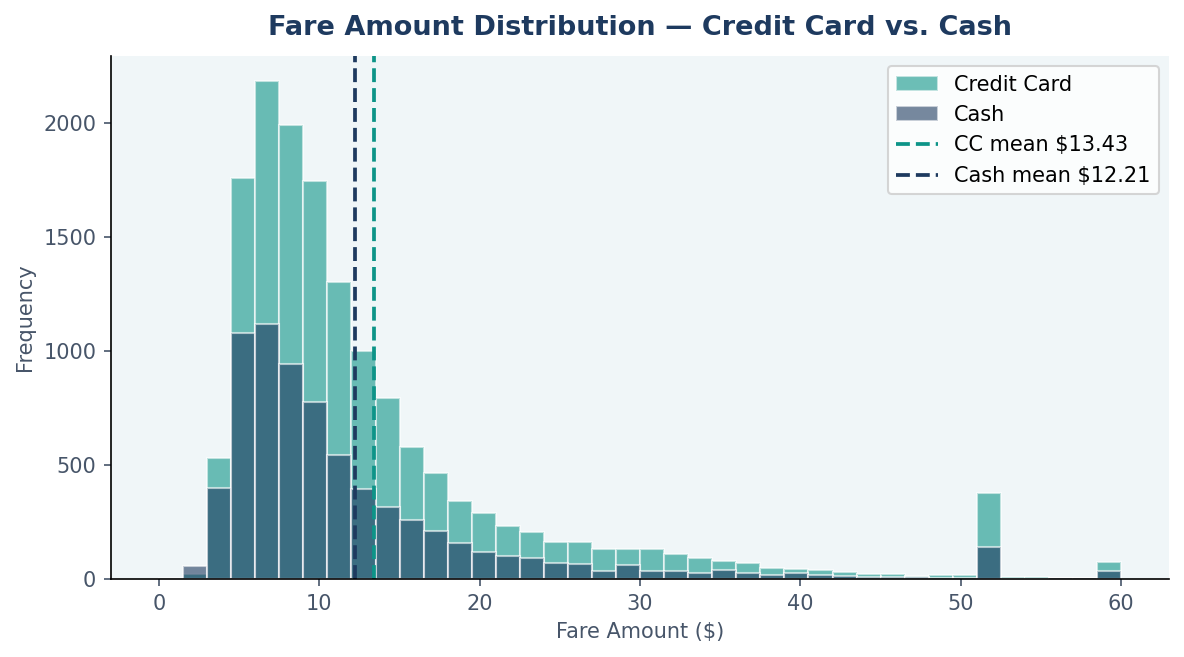 Fare Amount Distribution — Credit Card vs. Cash
Credit Card
Cash
CC mean $13.43
Cash mean $12.21
Frequency
2000
1500
1000
500
0
0 10 20 30 40 50 60
Fare Amount ($)